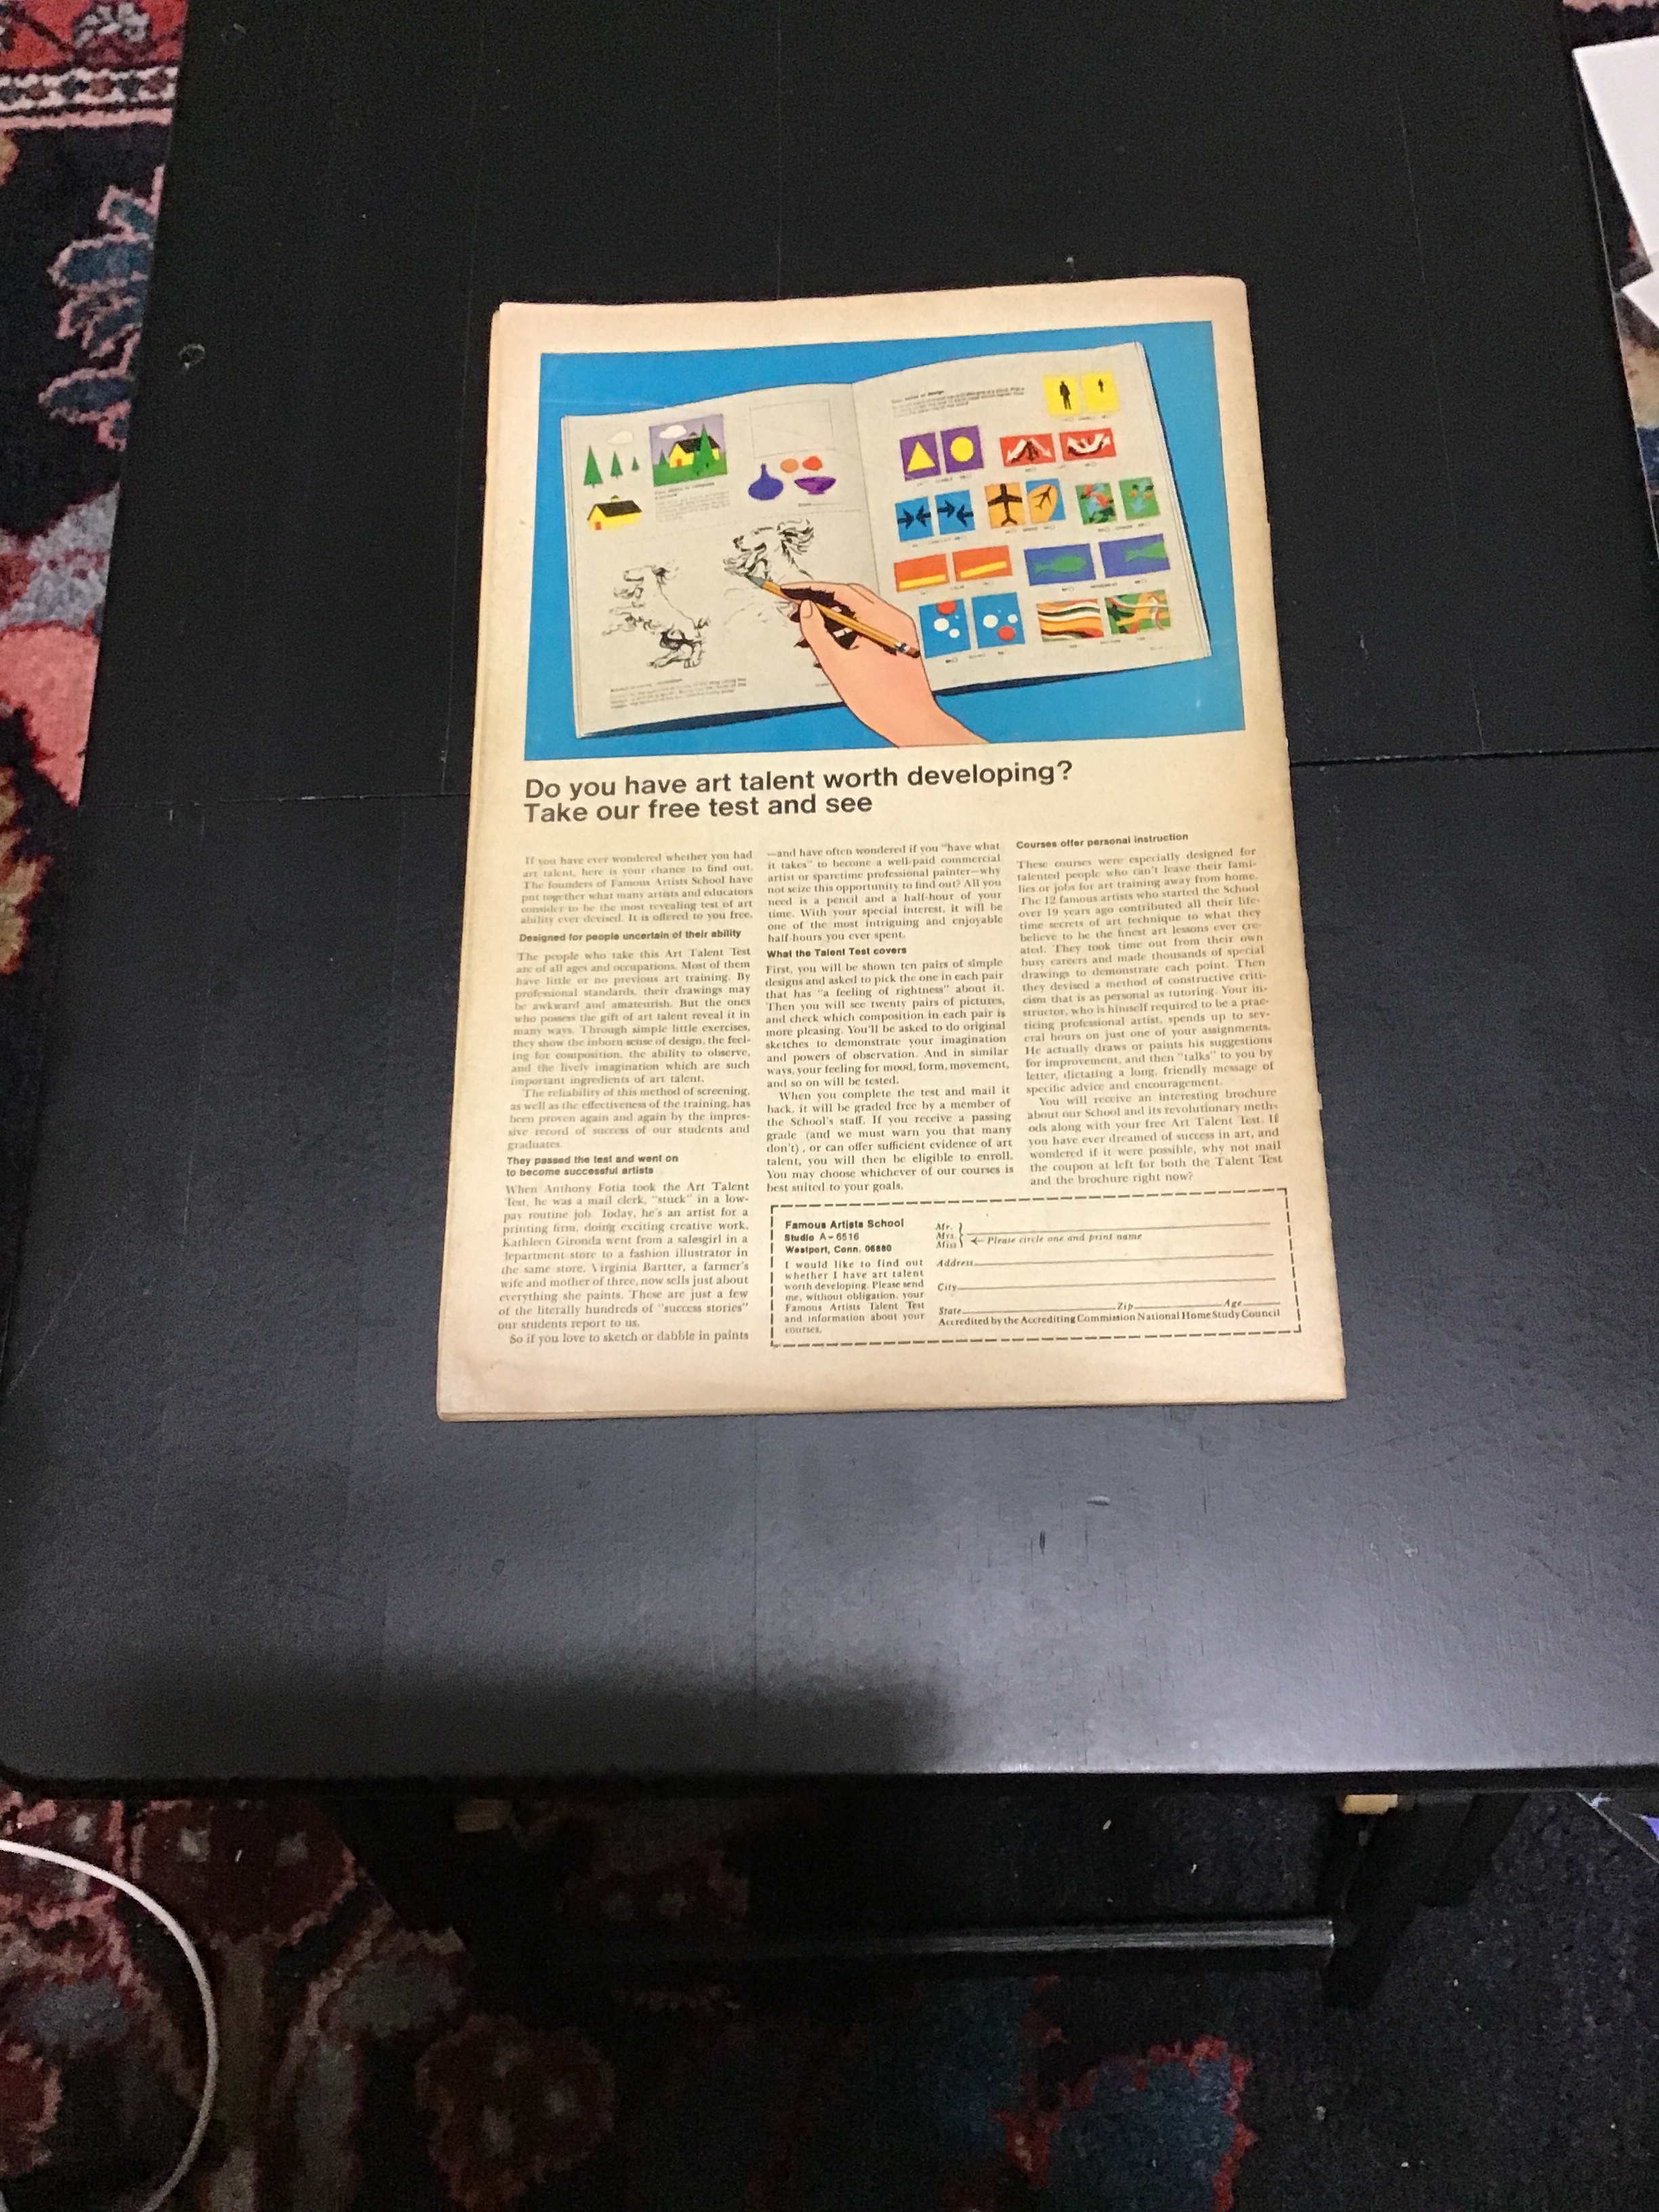 Do you have art talent worth developing?
Take our free test and see
If you have ever wondered whether you had
art talent, here is your chance to find out.
The founders of Famous Artists School have
put together what many artists and educators
consider to be the most revealing test of art
ability ever devised. It is offered to you free.
Designed for people uncertain of their ability
The people who take this Art Talent Test
are of all ages and occupations. Most of them
have little or no previous art training. By
professional standards, their drawings may
be awkward and amateurish. But the ones
who possess the gift of art talent reveal it in
many ways. Through simple little exercises,
they show the inborn sense of design, the feel-
ing for composition, the ability to observe,
and the lively imagination which are such
important ingredients of art talent.
The reliability of this method of screening,
as well as the effectiveness of the training, has
been proven again and again by the impres-
sive record of success of our students and
graduates.
They passed the test and went on
to become successful artists
When Anthony Fotia took the Art Talent
Test, he was a mail clerk, "stuck" in a low-
pay routine job. Today, he's an artist for a
printing firm, doing exciting creative work.
Kathleen Gironda went from a salesgirl in a
department store to a fashion illustrator in
the same store. Virginia Bartter, a farmer's
wife and mother of three, now sells just about
everything she paints. These are just a few
of the literally hundreds of "success stories"
our students report to us.
So if you love to sketch or dabble in paints
—and have often wondered if you "have what
it takes" to become a well-paid commercial
artist or sparetime professional painter—why
not seize this opportunity to find out? All you
need is a pencil and a half-hour of your
time. With your special interest, it will be
one of the most intriguing and enjoyable
half-hours you ever spent.
What the Talent Test covers
First, you will be shown ten pairs of simple
designs and asked to pick the one in each pair
that has "a feeling of rightness" about it.
Then you will see twenty pairs of pictures,
and check which composition in each pair is
more pleasing. You'll be asked to do original
sketches to demonstrate your imagination
and powers of observation. And in similar
ways, your feeling for mood, form, movement,
and so on will be tested.
When you complete the test and mail it
back, it will be graded free by a member of
the School's staff. If you receive a passing
grade (and we must warn you that many
don't), or can offer sufficient evidence of art
talent, you will then be eligible to enroll.
You may choose whichever of our courses is
best suited to your goals.
Courses offer personal instruction
These courses were especially designed for
talented people who can't leave their fami-
lies or jobs for art training away from home.
The 12 famous artists who started the School
over 19 years ago contributed all their life-
time secrets of art technique to what they
believe to be the finest art lessons ever cre-
ated. They took time out from their own
busy careers and made thousands of special
drawings to demonstrate each point. Then
they devised a method of constructive criti-
cism that is as personal as tutoring. Your in-
structor, who is himself required to be a prac-
ticing professional artist, spends up to sev-
eral hours on just one of your assignments.
He actually draws or paints his suggestions
for improvement, and then "talks" to you by
letter, dictating a long, friendly message of
specific advice and encouragement.
You will receive an interesting brochure
about our School and its revolutionary meth-
ods along with your free Art Talent Test. If
you have ever dreamed of success in art, and
wondered if it were possible, why not mail
the coupon at left for both the Talent Test
and the brochure right now?
Famous Artists School
Studio A-6516
Westport, Conn. 06880
I would like to find out
whether I have art talent
worth developing. Please send
me, without obligation, your
Famous Artists Talent Test
and information about your
courses.
Mr.
Mrs.
Miss
Please circle one and print name
Address
City
State Zip Age
Accredited by the Accrediting Commission National Home Study Council